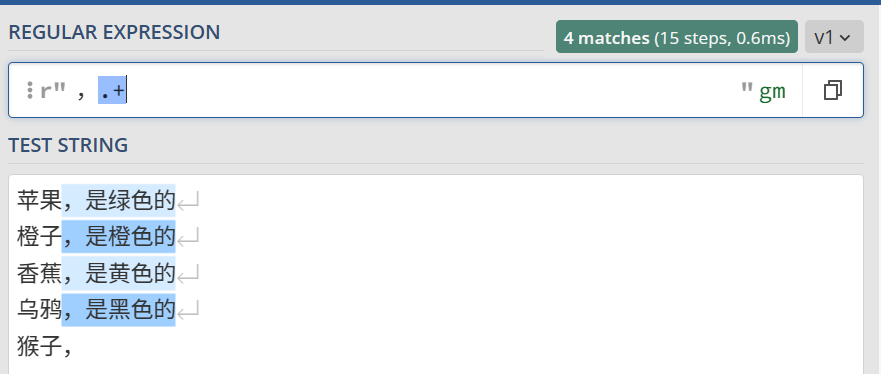 REGULAR EXPRESSION
4 matches (15 steps, 0.6ms)
v1
r" ，.+ " gm
TEST STRING
苹果，是绿色的
橙子，是橙色的
香蕉，是黄色的
乌鸦，是黑色的
猴子，